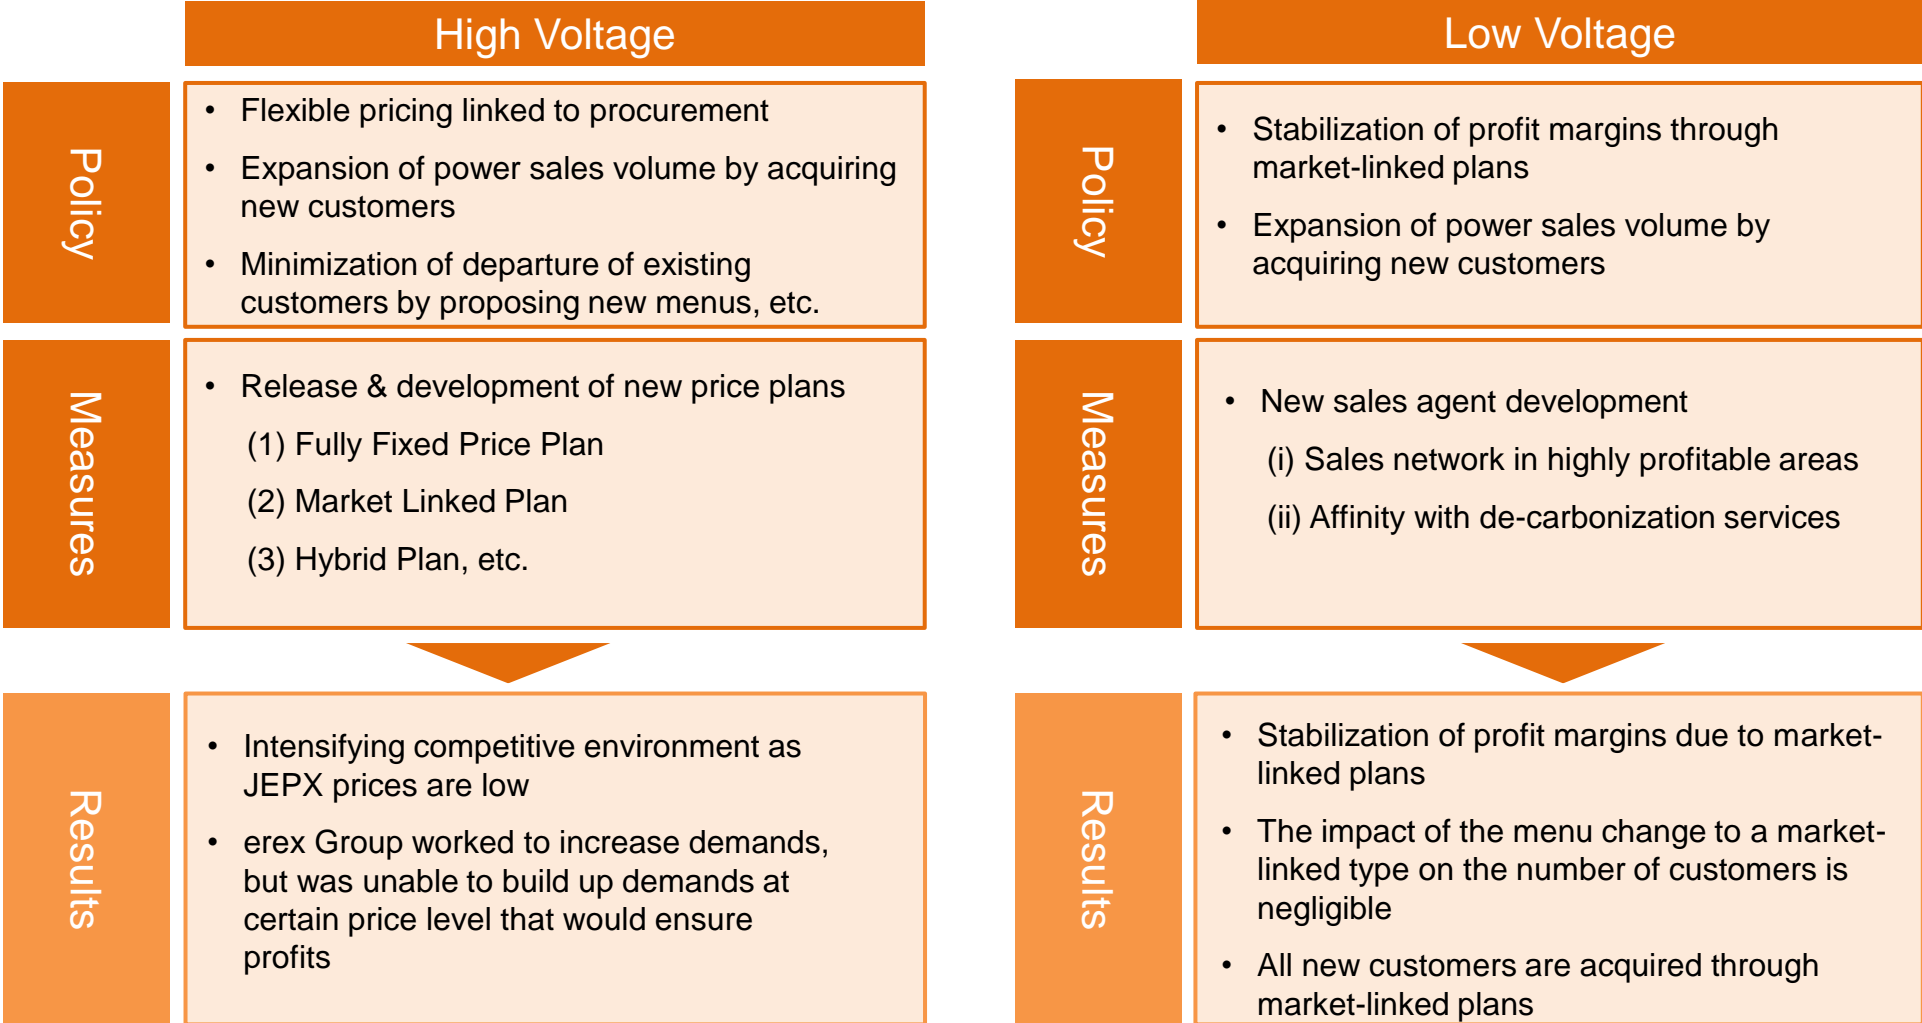 High Voltage
Policy
• Flexible pricing linked to procurement
• Expansion of power sales volume by acquiring
new customers
• Minimization of departure of existing
customers by proposing new menus, etc.
Measures
• Release & development of new price plans
(1) Fully Fixed Price Plan
(2) Market Linked Plan
(3) Hybrid Plan, etc.
Results
• Intensifying competitive environment as
JEPX prices are low
• erex Group worked to increase demands,
but was unable to build up demands at
certain price level that would ensure
profits
Low Voltage
Policy
• Stabilization of profit margins through
market-linked plans
• Expansion of power sales volume by
acquiring new customers
Measures
• New sales agent development
(i) Sales network in highly profitable areas
(ii) Affinity with de-carbonization services
Results
• Stabilization of profit margins due to market-
linked plans
• The impact of the menu change to a market-
linked type on the number of customers is
negligible
• All new customers are acquired through
market-linked plans